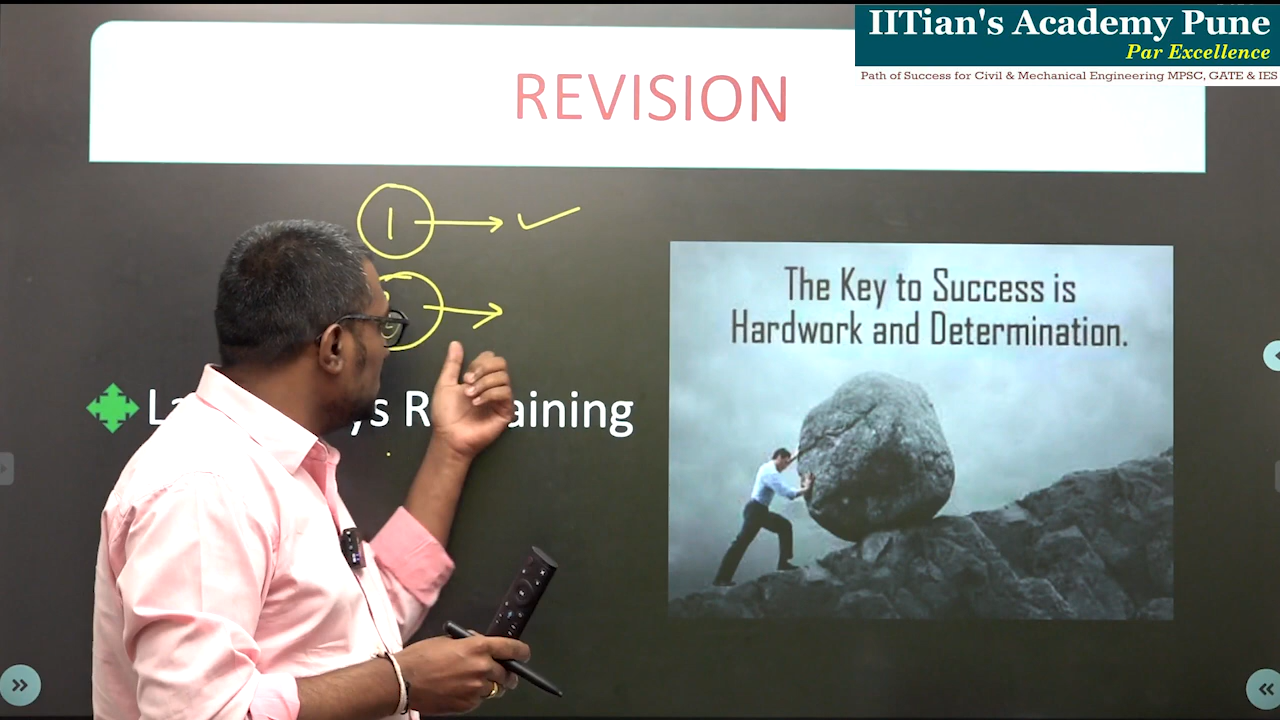 IITian's Academy Pune
Par Excellence
Path of Success for Civil & Mechanical Engineering MPSC, GATE & IES
REVISION
1
The Key to Success is
Hardwork and Determination.